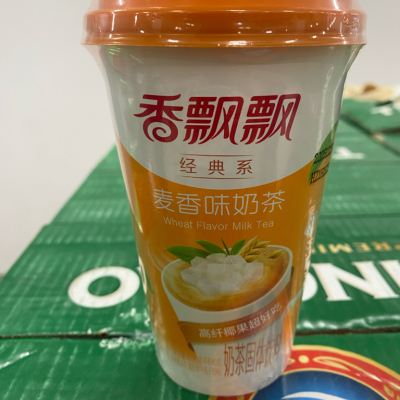 香飘飘
经典系
麦香味奶茶
Wheat Flavor Milk Tea
高纤椰果超好吃
奶茶固体饮料